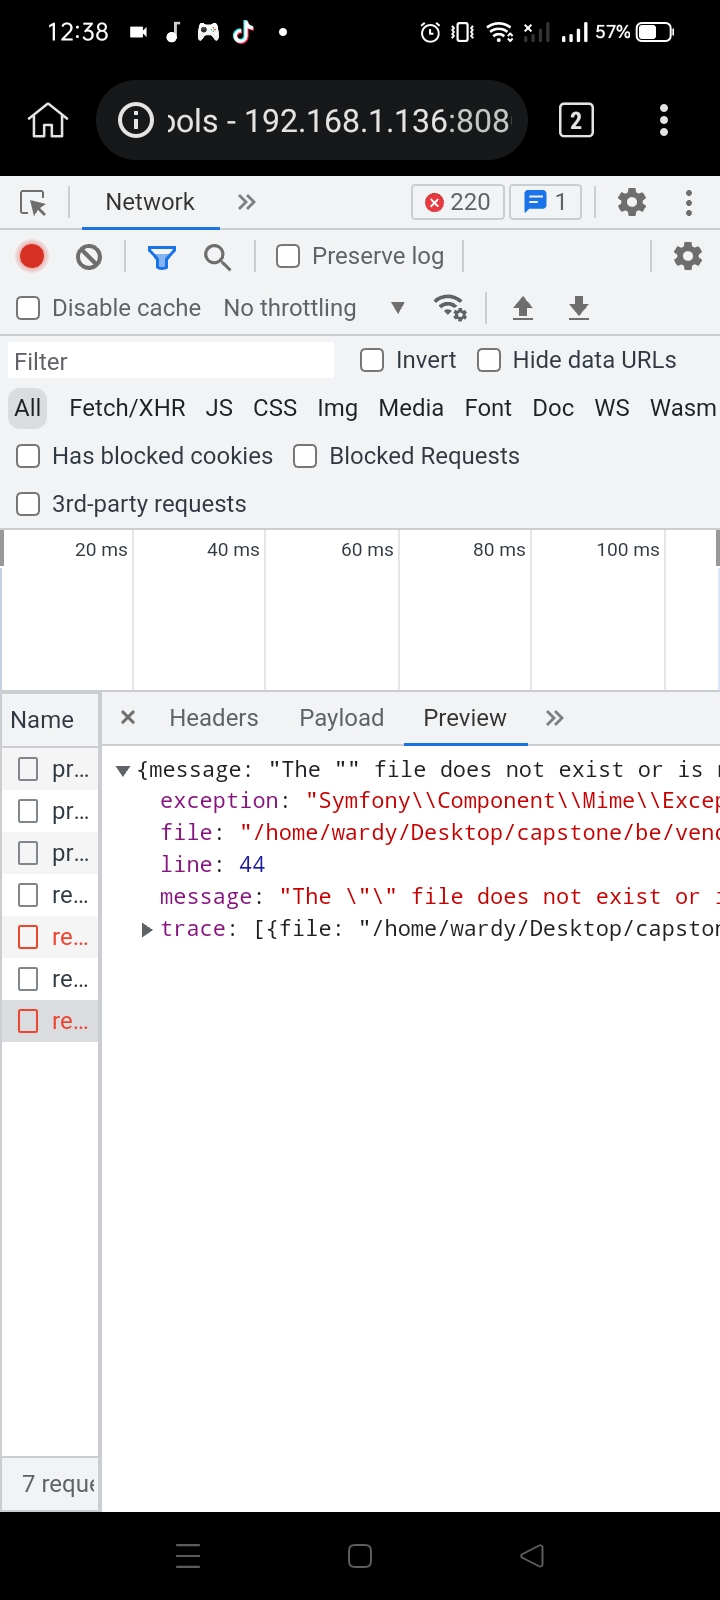 12:38
57%
ools - 192.168.1.136:808
2
Network
220
1
Preserve log
Disable cache No throttling
Filter
Invert Hide data URLs
All Fetch/XHR JS CSS Img Media Font Doc WS Wasm
Has blocked cookies Blocked Requests
3rd-party requests
20 ms 40 ms 60 ms 80 ms 100 ms
Name
Headers Payload Preview
pr...
pr...
pr...
re...
re...
re...
re...
{message: "The "" file does not exist or is
exception: "Symfony\\Component\\Mime\\Excep
file: "/home/wardy/Desktop/capstone/be/vend
line: 44
message: "The \"\" file does not exist or
trace: [{file: "/home/wardy/Desktop/capston
7 reque